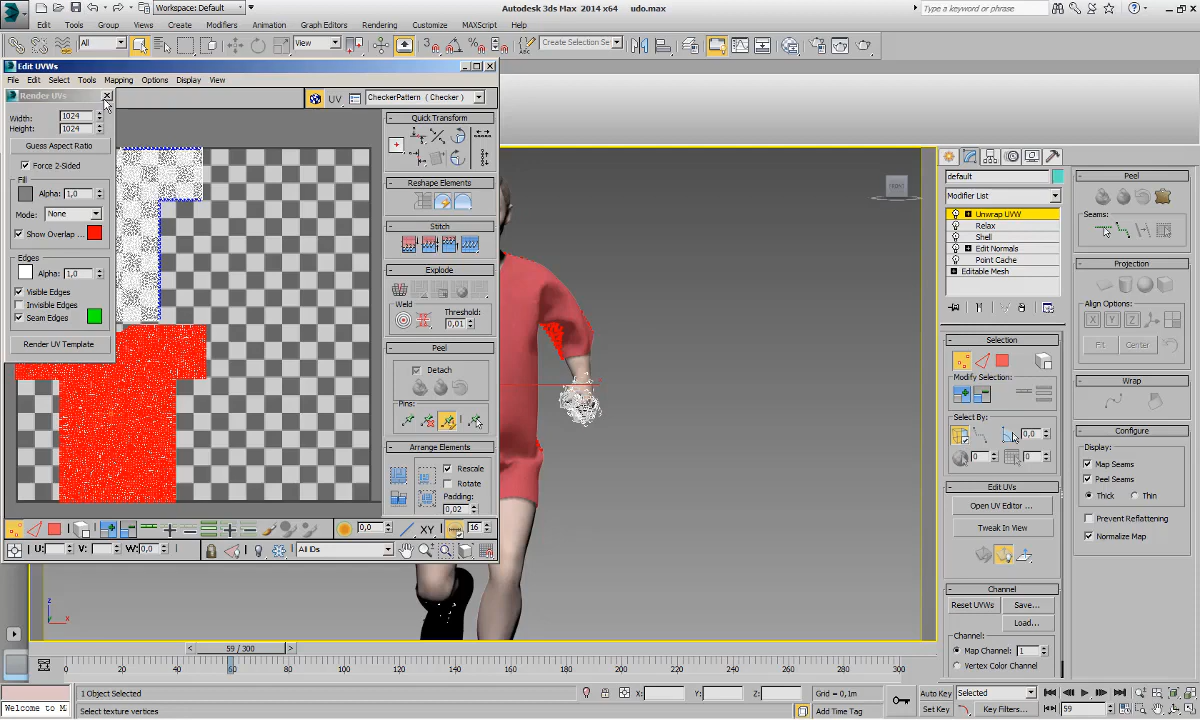 Workspace: Default
Autodesk 3ds Max 2014 x64 udo.max
Type a keyword or phrase
Edit Tools Group Views Create Modifiers Animation Graph Editors Rendering Customize MAXScript Help
All View Create Selection Se
Edit UVWs
File Edit Select Tools Mapping Options Display View
Render UVs
UV CheckerPattern ( Checker )
Width: 1024
Height: 1024
Guess Aspect Ratio
Force 2-Sided
Fill
Alpha: 1,0
Mode: None
Show Overlap ...
Edges
Alpha: 1,0
Visible Edges
Invisible Edges
Seam Edges
Render UV Template
Quick Transform
Reshape Elements
Stitch
Explode
Weld
Threshold:
0,01
Peel
Detach
Pins:
Arrange Elements
Rescale
Rotate
Padding:
0,02
0,0 XY 16
U: V: W: 0,0 All IDs
FRONT
default
Modifier List
Unwrap UVW
Relax
Shell
Edit Normals
Point Cache
Editable Mesh
Selection
Modify Selection:
Select By:
0,0
0 0
Edit UVs
Open UV Editor ...
Tweak In View
Channel
Reset UVWs Save...
Load...
Channel:
Map Channel: 1
Vertex Color Channel
Peel
Seams:
Projection
Align Options:
X Y Z
Fit Center
Wrap
Configure
Display:
Map Seams
Peel Seams
Thick Thin
Prevent Reflattening
Normalize Map
z
x
59 / 300
0 20 40 60 80 100 120 140 160 180 200 220 240 260 280 300
1 Object Selected
X: Y: Z: Grid = 0,1m
Auto Key Selected
Welcome to M
Select texture vertices
Add Time Tag
Set Key Key Filters...
59